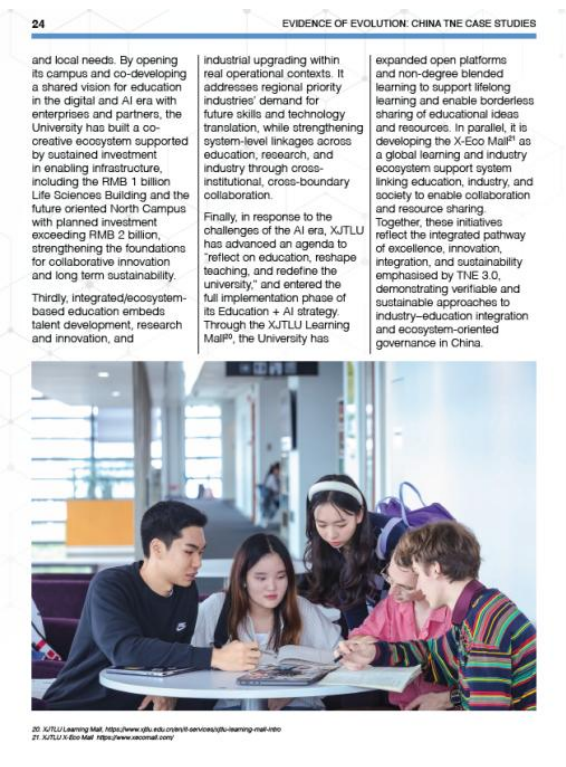 24
EVIDENCE OF EVOLUTION: CHINA TNE CASE STUDIES
and local needs. By opening
its campus and co-developing
a shared vision for education
in the digital and AI era with
enterprises and partners, the
University has built a co-
creative ecosystem supported
by sustained investment
in enabling infrastructure,
including the RMB 1 billion
Life Sciences Building and the
future oriented North Campus
with planned investment
exceeding RMB 2 billion,
strengthening the foundations
for collaborative innovation
and long term sustainability.
Thirdly, integrated/ecosystem-
based education embeds
talent development, research
and innovation, and
industrial upgrading within
real operational contexts. It
addresses regional priority
industries’ demand for
future skills and technology
translation, while strengthening
system-level linkages across
education, research, and
industry through cross-
institutional, cross-boundary
collaboration.
Finally, in response to the
challenges of the AI era, XJTLU
has advanced an agenda to
“reflect on education, reshape
teaching, and redefine the
university,” and entered the
full implementation phase of
its Education + AI strategy.
Through the XJTLU Learning
Mall²⁰, the University has
expanded open platforms
and non-degree blended
learning to support lifelong
learning and enable borderless
sharing of educational ideas
and resources. In parallel, it is
developing the X-Eco Mall²¹ as
a global learning and industry
ecosystem support system
linking education, industry, and
society to enable collaboration
and resource sharing.
Together, these initiatives
reflect the integrated pathway
of excellence, innovation,
integration, and sustainability
emphasised by TNE 3.0,
demonstrating verifiable and
sustainable approaches to
industry–education integration
and ecosystem-oriented
governance in China.
20. XJTLU Learning Mall, https://www.xjtlu.edu.cn/en/it-services/xjtlu-learning-mall-intro
21. XJTLU X-Eco Mall https://www.xecomall.com/